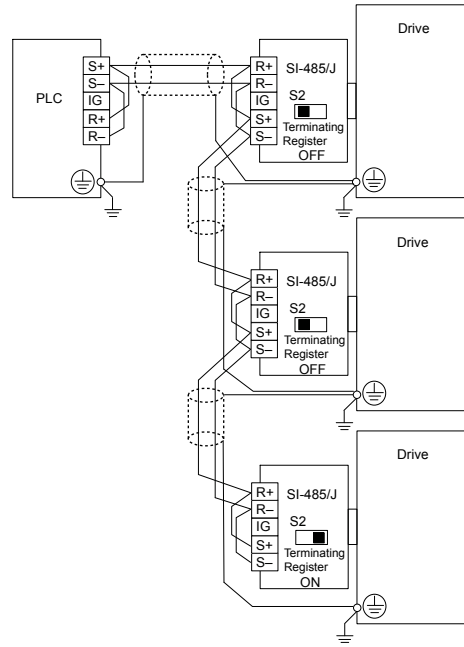 Drive
PLC
S+
S–
IG
R+
R–
R+
R–
IG
S+
S–
SI-485/J
S2
Terminating
Register
OFF
Drive
R+
R–
IG
S+
S–
SI-485/J
S2
Terminating
Register
OFF
Drive
R+
R–
IG
S+
S–
SI-485/J
S2
Terminating
Register
ON